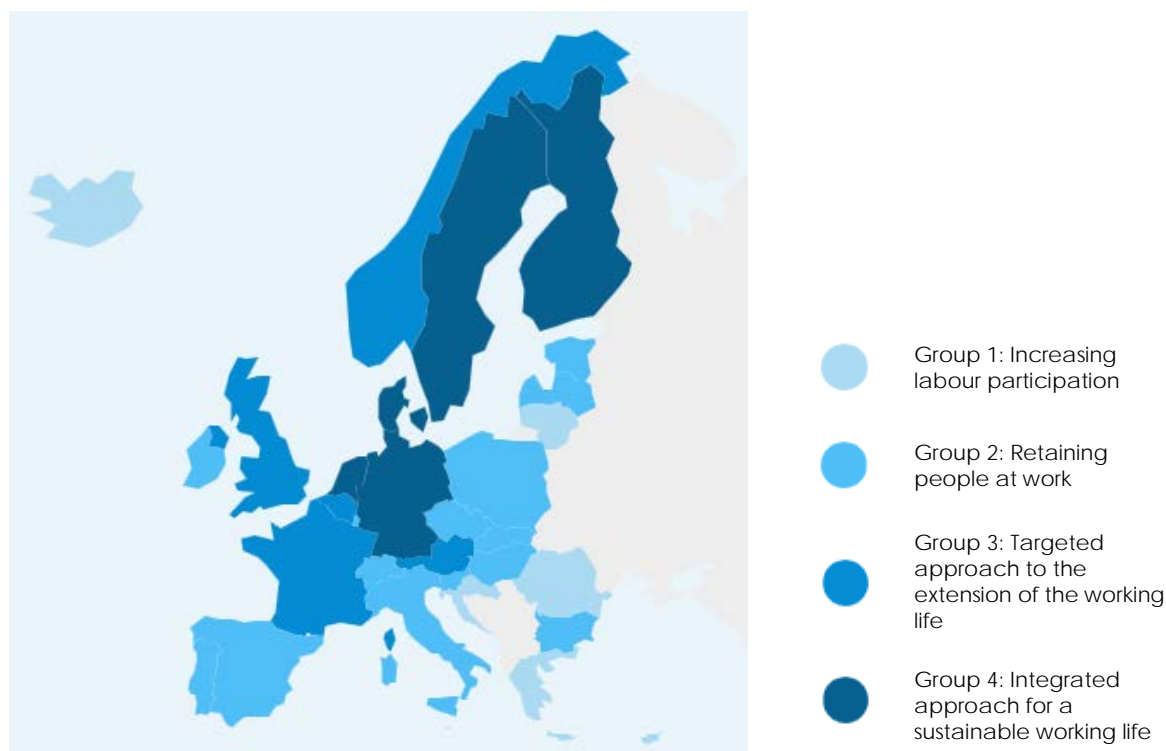 Group 1: Increasing
labour participation
Group 2: Retaining
people at work
Group 3: Targeted
approach to the
extension of the working
life
Group 4: Integrated
approach for a
sustainable working life